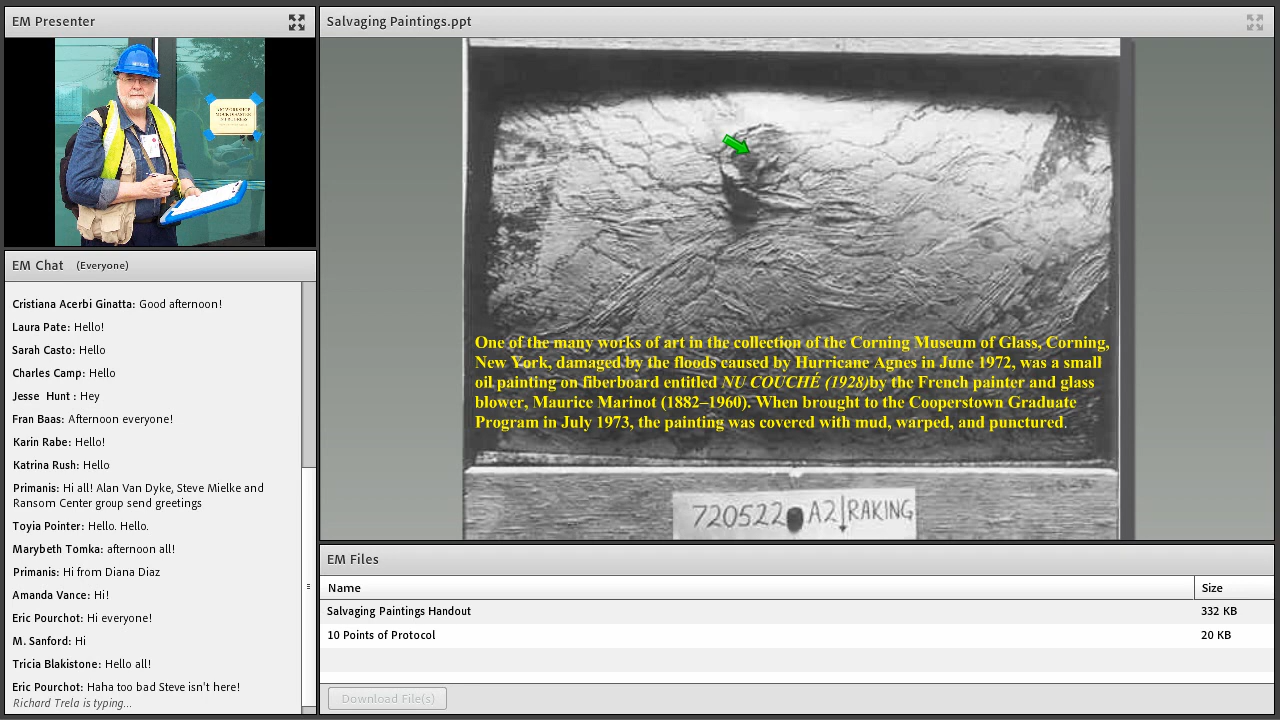 EM Presenter
Salvaging Paintings.ppt
EM Chat (Everyone)
Cristiana Acerbi Ginatta: Good afternoon!
Laura Pate: Hello!
Sarah Casto: Hello
Charles Camp: Hello
Jesse Hunt : Hey
Fran Baas: Afternoon everyone!
Karin Rabe: Hello!
Katrina Rush: Hello
Primanis: Hi all! Alan Van Dyke, Steve Mielke and
Ransom Center group send greetings
Toyia Pointer: Hello. Hello.
Marybeth Tomka: afternoon all!
Primanis: Hi from Diana Diaz
Amanda Vance: Hi!
Eric Pourchot: Hi everyone!
M. Sanford: Hi
Tricia Blakistone: Hello all!
Eric Pourchot: Haha too bad Steve isn't here!
Richard Trela is typing...
One of the many works of art in the collection of the Corning Museum of Glass, Corning,
New York, damaged by the floods caused by Hurricane Agnes in June 1972, was a small
oil painting on fiberboard entitled NU COUCHÉ (1928)by the French painter and glass
blower, Maurice Marinot (1882–1960). When brought to the Cooperstown Graduate
Program in July 1973, the painting was covered with mud, warped, and punctured.
720522 A2 RAKING
EM Files
Name Size
Salvaging Paintings Handout 332 KB
10 Points of Protocol 20 KB
Download File(s)